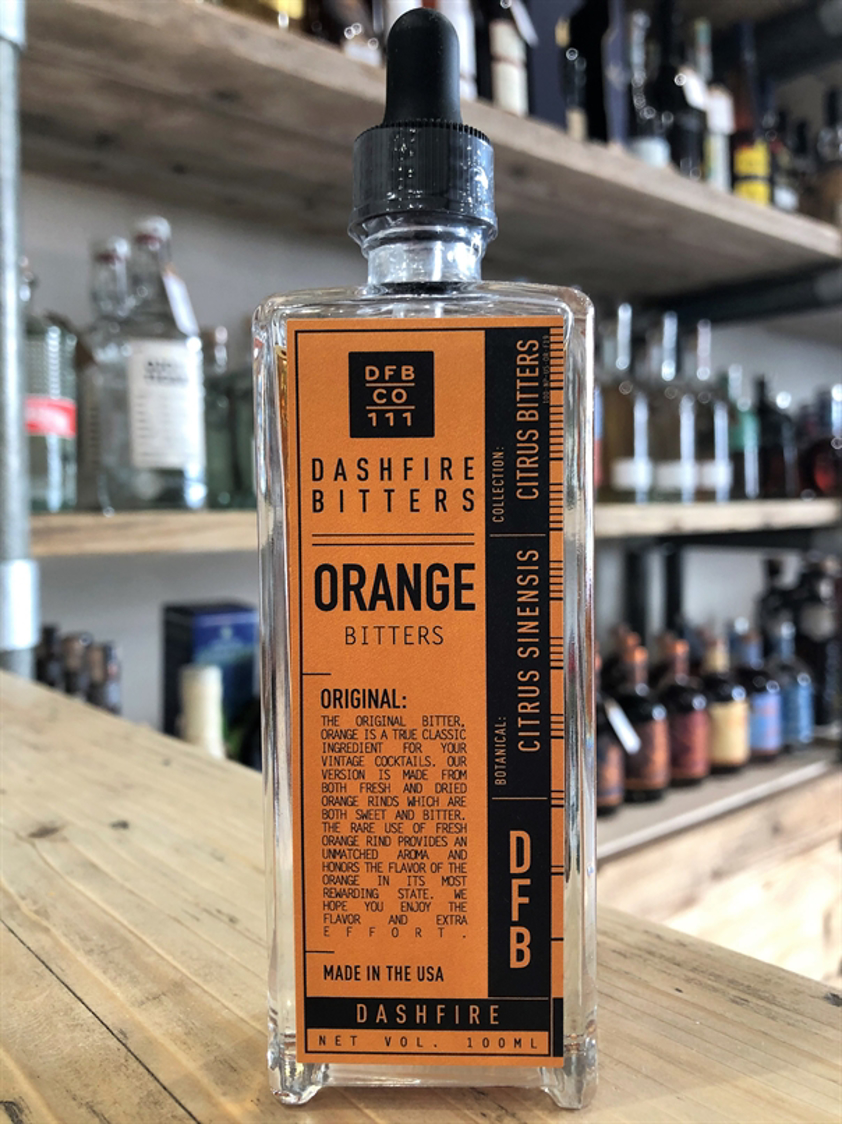 DFB
CO
111
DASHFIRE
BITTERS
ORANGE
BITTERS
ORIGINAL:
THE ORIGINAL BITTER,
ORANGE IS A TRUE CLASSIC
INGREDIENT FOR YOUR
VINTAGE COCKTAILS. OUR
VERSION IS MADE FROM
BOTH FRESH AND DRIED
ORANGE RINDS WHICH ARE
BOTH SWEET AND BITTER.
THE RARE USE OF FRESH
ORANGE RIND PROVIDES AN
UNMATCHED AROMA AND
HONORS THE FLAVOR OF THE
ORANGE IN ITS MOST
REWARDING STATE. WE
HOPE YOU ENJOY THE
FLAVOR AND EXTRA
EFFORT.
MADE IN THE USA
COLLECTION:
CITRUS BITTERS
BOTANICAL:
CITRUS SINENSIS
DFB
DASHFIRE
NET VOL. 100ML